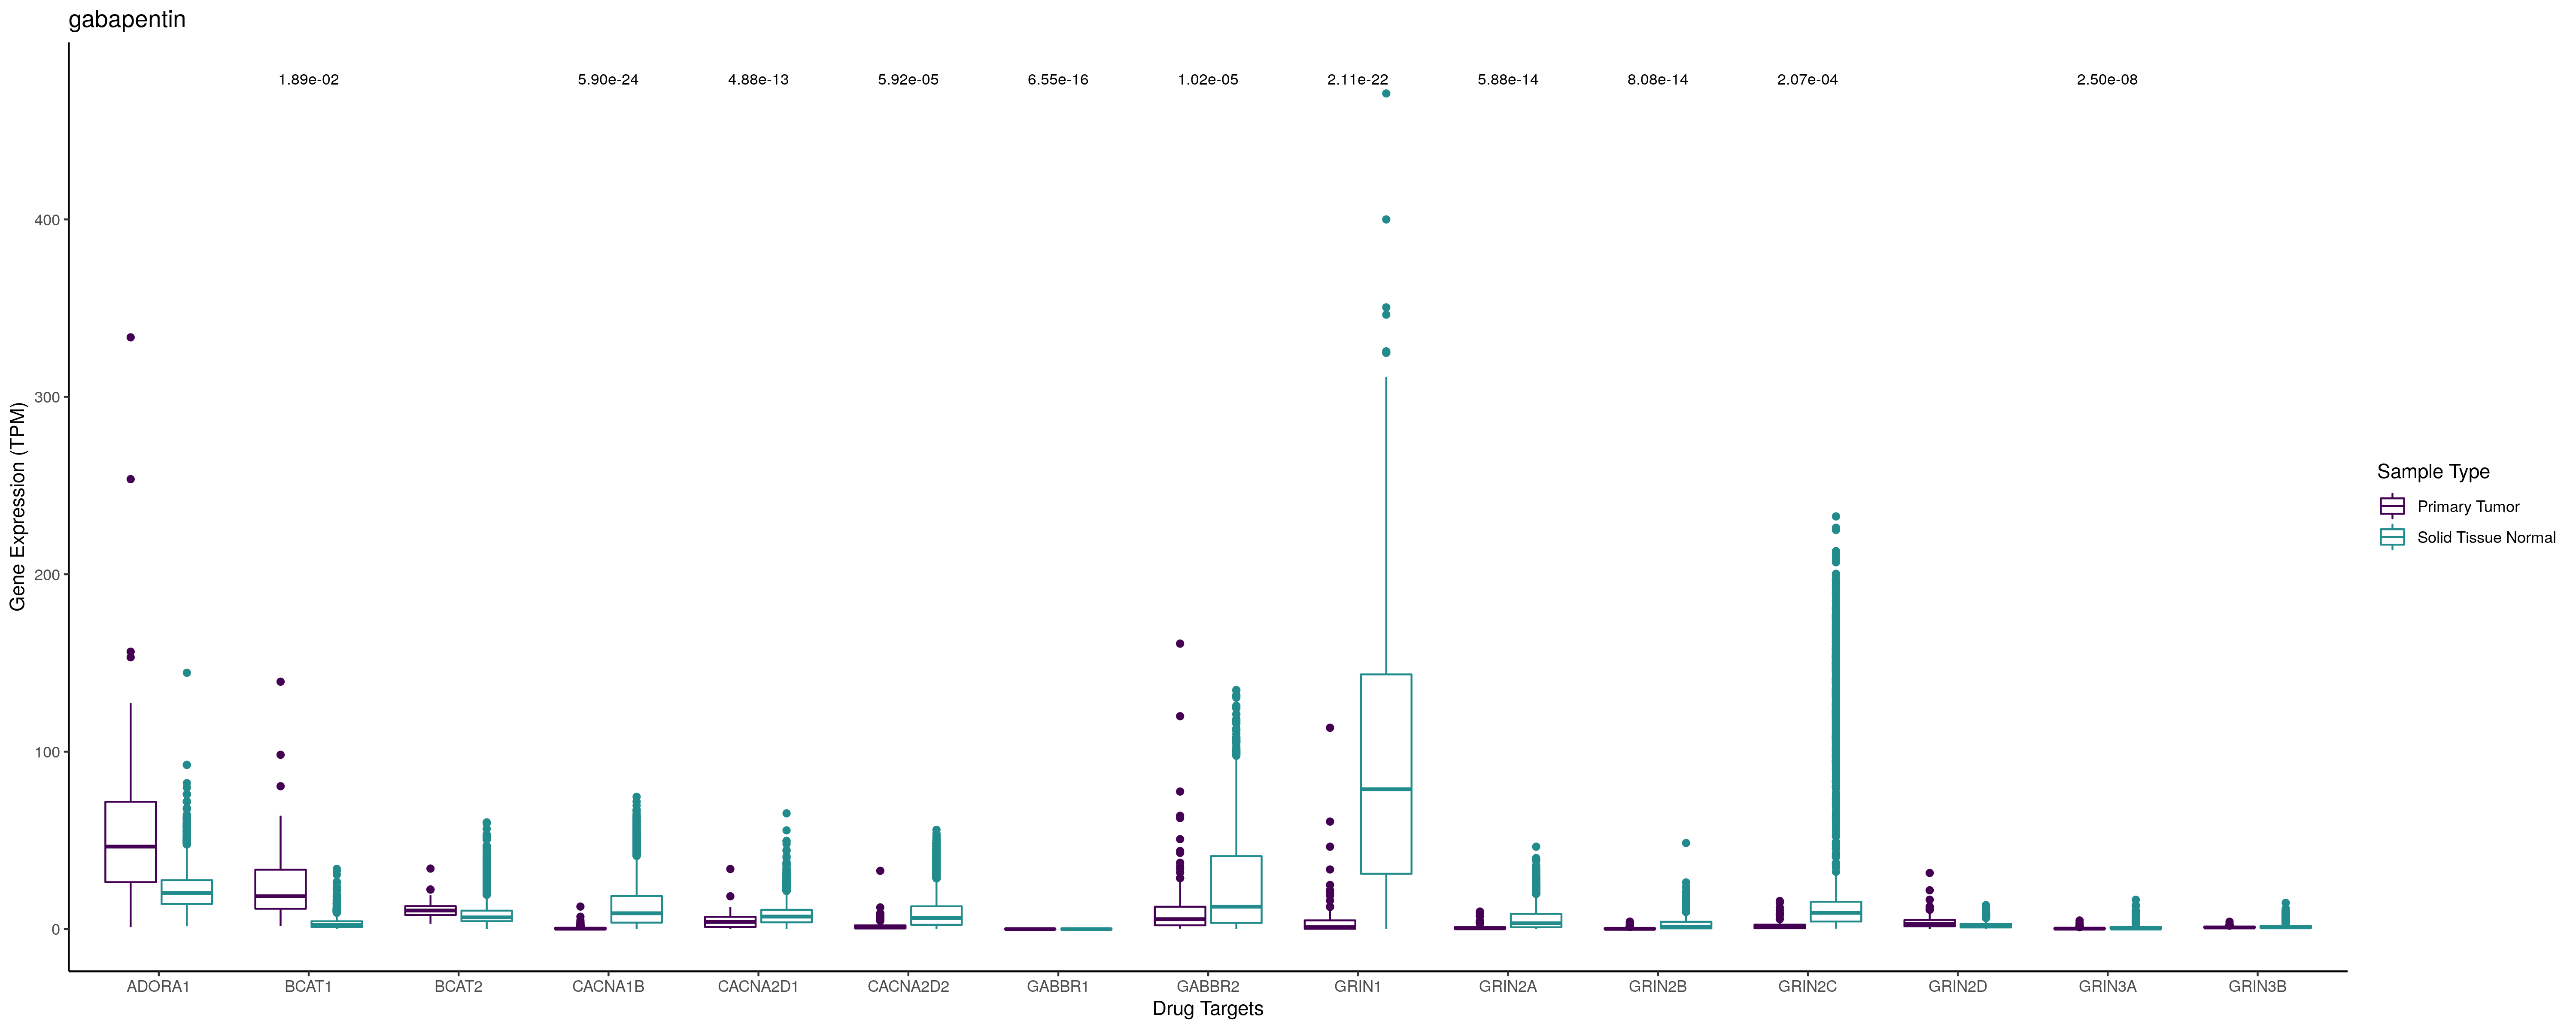 gabapentin
1.89e-02 5.90e-24 4.88e-13 5.92e-05 6.55e-16 1.02e-05 2.11e-22 5.88e-14 8.08e-14 2.07e-04 2.50e-08
Gene Expression (TPM)
400
300
200
100
0
ADORA1 BCAT1 BCAT2 CACNA1B CACNA2D1 CACNA2D2 GABBR1 GABBR2 GRIN1 GRIN2A GRIN2B GRIN2C GRIN2D GRIN3A GRIN3B
Drug Targets
Sample Type
Primary Tumor
Solid Tissue Normal